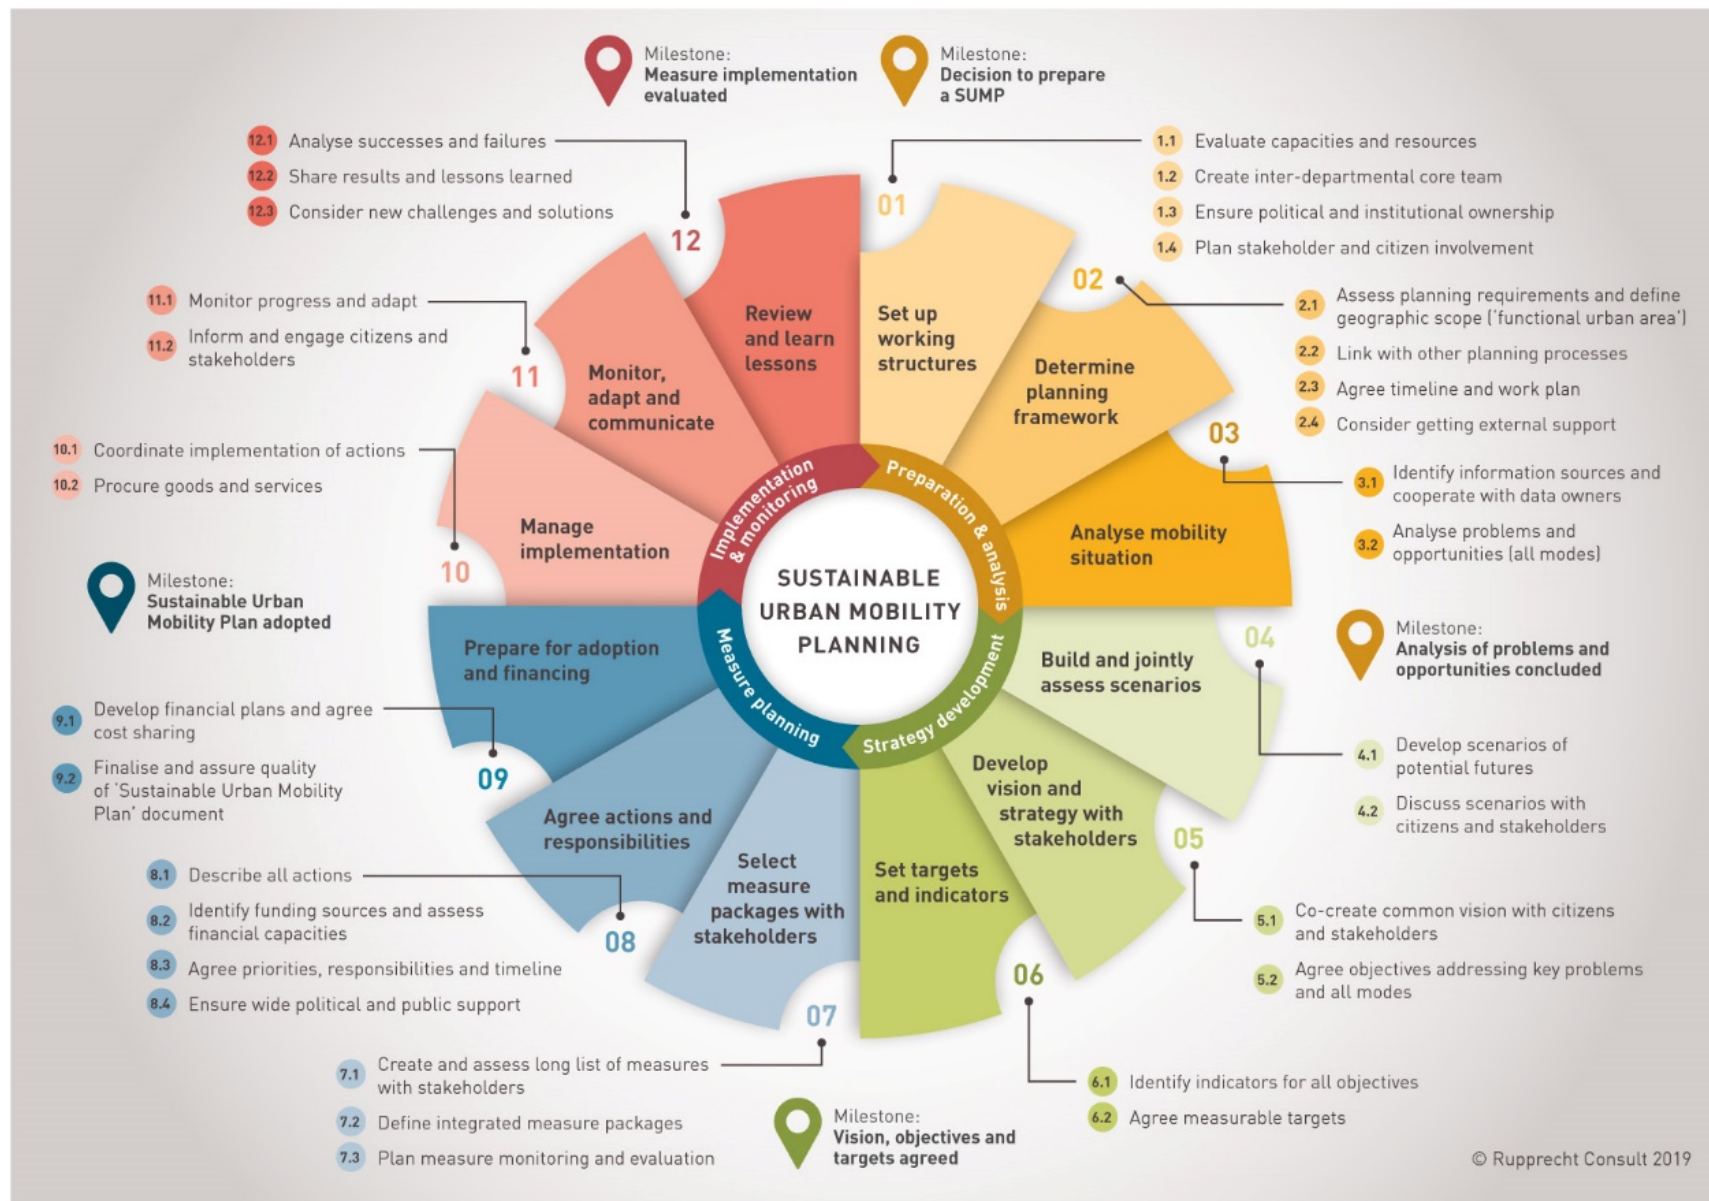 Milestone:
Measure implementation
evaluated
Milestone:
Decision to prepare
a SUMP
12.1 Analyse successes and failures
12.2 Share results and lessons learned
12.3 Consider new challenges and solutions
1.1 Evaluate capacities and resources
1.2 Create inter-departmental core team
1.3 Ensure political and institutional ownership
1.4 Plan stakeholder and citizen involvement
01
Set up
working
structures
02
Determine
planning
framework
2.1 Assess planning requirements and define
geographic scope ('functional urban area')
2.2 Link with other planning processes
2.3 Agree timeline and work plan
2.4 Consider getting external support
03
Analyse mobility
situation
3.1 Identify information sources and
cooperate with data owners
3.2 Analyse problems and
opportunities (all modes)
Milestone:
Analysis of problems and
opportunities concluded
04
Build and jointly
assess scenarios
4.1 Develop scenarios of
potential futures
4.2 Discuss scenarios with
citizens and stakeholders
05
Develop
vision and
strategy with
stakeholders
5.1 Co-create common vision with citizens
and stakeholders
5.2 Agree objectives addressing key problems
and all modes
06
Set targets
and indicators
6.1 Identify indicators for all objectives
6.2 Agree measurable targets
Milestone:
Vision, objectives and
targets agreed
07
Select
measure
packages with
stakeholders
7.1 Create and assess long list of measures
with stakeholders
7.2 Define integrated measure packages
7.3 Plan measure monitoring and evaluation
08
Agree actions and
responsibilities
8.1 Describe all actions
8.2 Identify funding sources and assess
financial capacities
8.3 Agree priorities, responsibilities and timeline
8.4 Ensure wide political and public support
09
Prepare for adoption
and financing
9.1 Develop financial plans and agree
cost sharing
9.2 Finalise and assure quality
of 'Sustainable Urban Mobility
Plan' document
Milestone:
Sustainable Urban
Mobility Plan adopted
10
Manage
implementation
10.1 Coordinate implementation of actions
10.2 Procure goods and services
11
Monitor,
adapt and
communicate
11.1 Monitor progress and adapt
11.2 Inform and engage citizens and
stakeholders
12
Review
and learn
lessons
Preparation & analysis
Strategy development
Measure planning
Implementation
& monitoring
SUSTAINABLE
URBAN MOBILITY
PLANNING
© Rupprecht Consult 2019